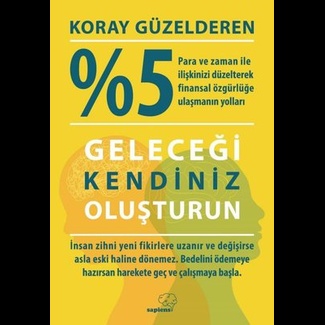 KORAY GÜZELDEREN
%5
Para ve zaman ile
ilişkinizi düzelterek
finansal özgürlüğe
ulaşmanın yolları
GELECEĞİ
KENDİNİZ
OLUŞTURUN
İnsan zihni yeni fikirlere uzanır ve değişirse
asla eski haline dönemez. Bedelini ödemeye
hazırsan harekete geç ve çalışmaya başla.
sapiens